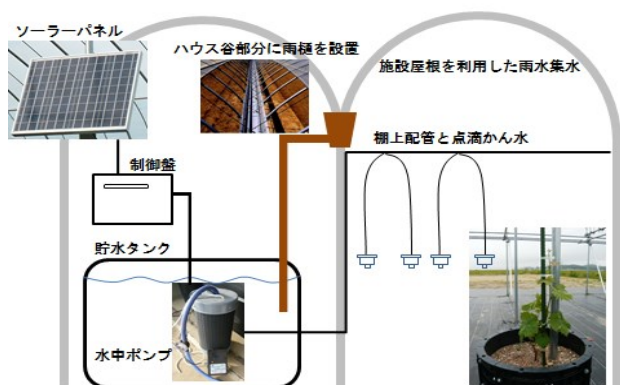 ソーラーパネル
ハウス谷部分に雨樋を設置
施設屋根を利用した雨水集水
棚上配管と点滴かん水
制御盤
貯水タンク
水中ポンプ